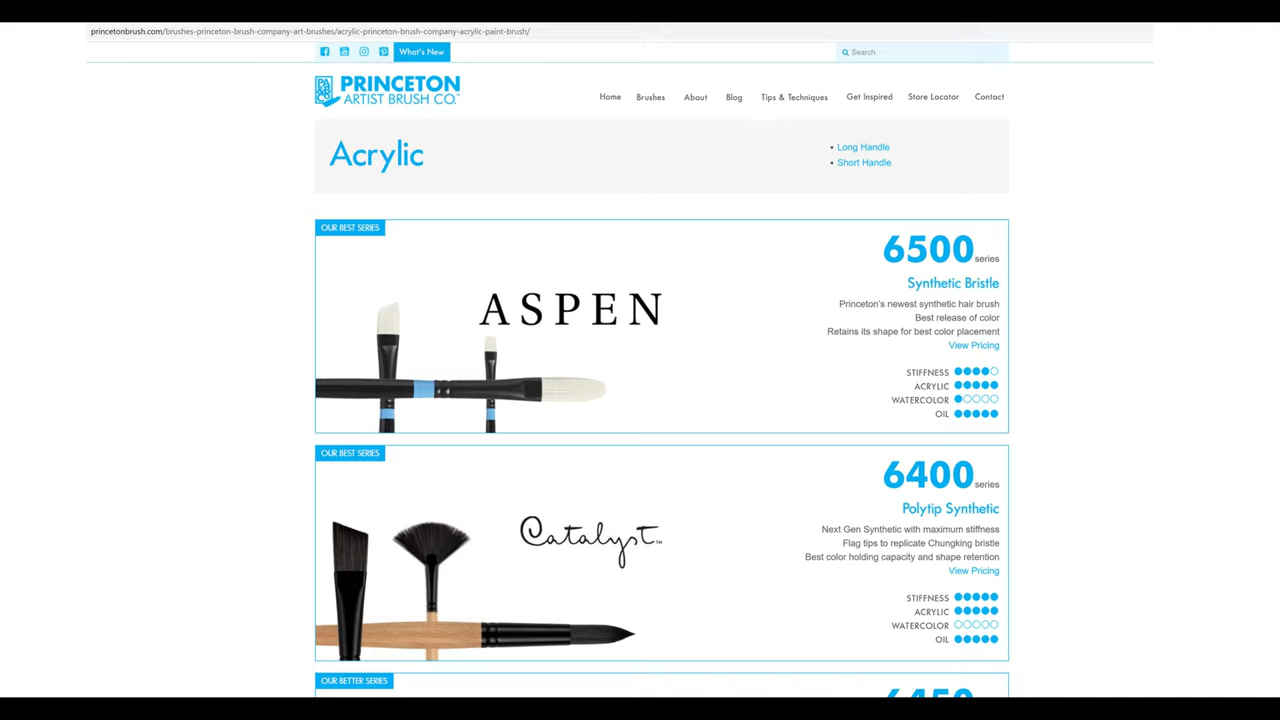 princetonbrush.com/brushes-princeton-brush-company-art-brushes/acrylic-princeton-brush-company-acrylic-paint-brush/
What's New
Search
PRINCETON
ARTIST BRUSH CO.™
Home Brushes About Blog Tips & Techniques Get Inspired Store Locator Contact
Acrylic
• Long Handle
• Short Handle
OUR BEST SERIES
6500 series
Synthetic Bristle
ASPEN
Princeton's newest synthetic hair brush
Best release of color
Retains its shape for best color placement
View Pricing
STIFFNESS
ACRYLIC
WATERCOLOR
OIL
OUR BEST SERIES
6400 series
Polytip Synthetic
Catalyst™
Next Gen Synthetic with maximum stiffness
Flag tips to replicate Chungking bristle
Best color holding capacity and shape retention
View Pricing
STIFFNESS
ACRYLIC
WATERCOLOR
OIL
OUR BETTER SERIES